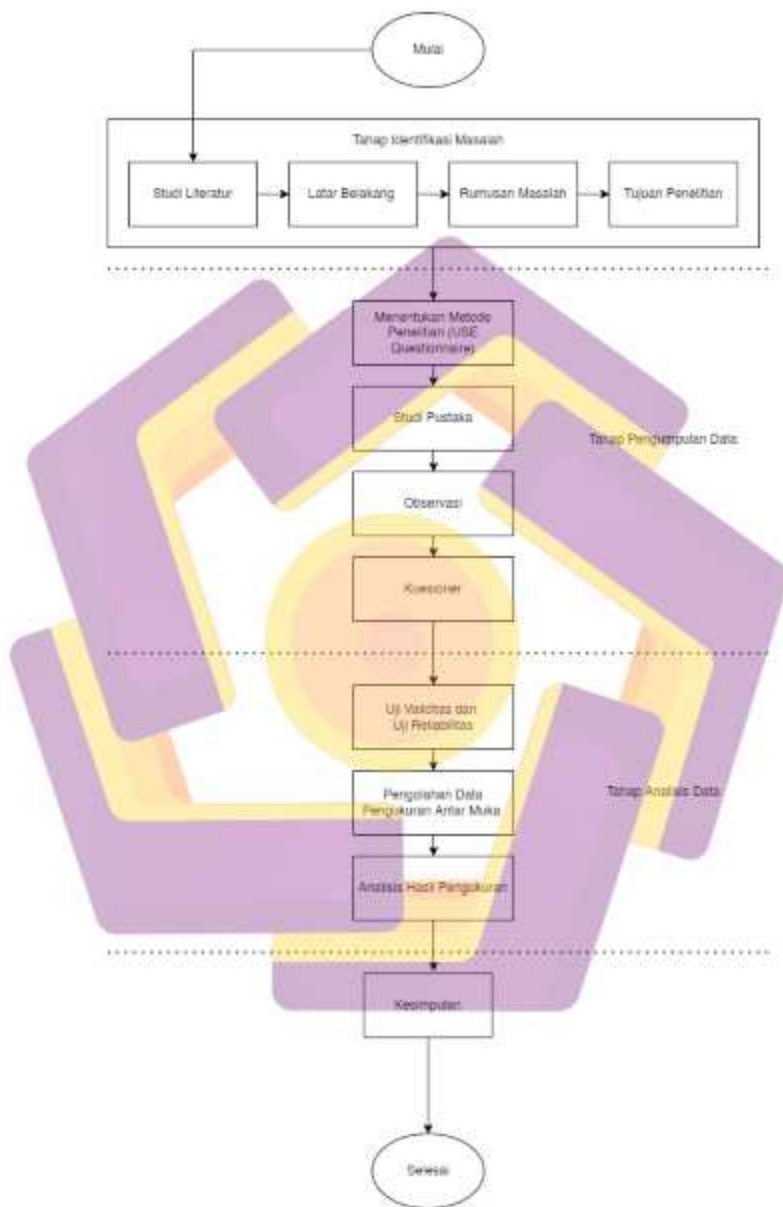 Mulai
Tahap Identifikasi Masalah
Studi Literatur
Latar Belakang
Rumusan Masalah
Tujuan Penelitian
Menentukan Metode
Penelitian (USE
Questionnaire)
Studi Pustaka
Tahap Pengumpulan Data
Observasi
Kuesioner
Uji Validitas dan
Uji Reliabilitas
Pengolahan Data
Pengukuran Antar Muka
Tahap Analisis Data
Analisis Hasil Pengukuran
Kesimpulan
Selesai